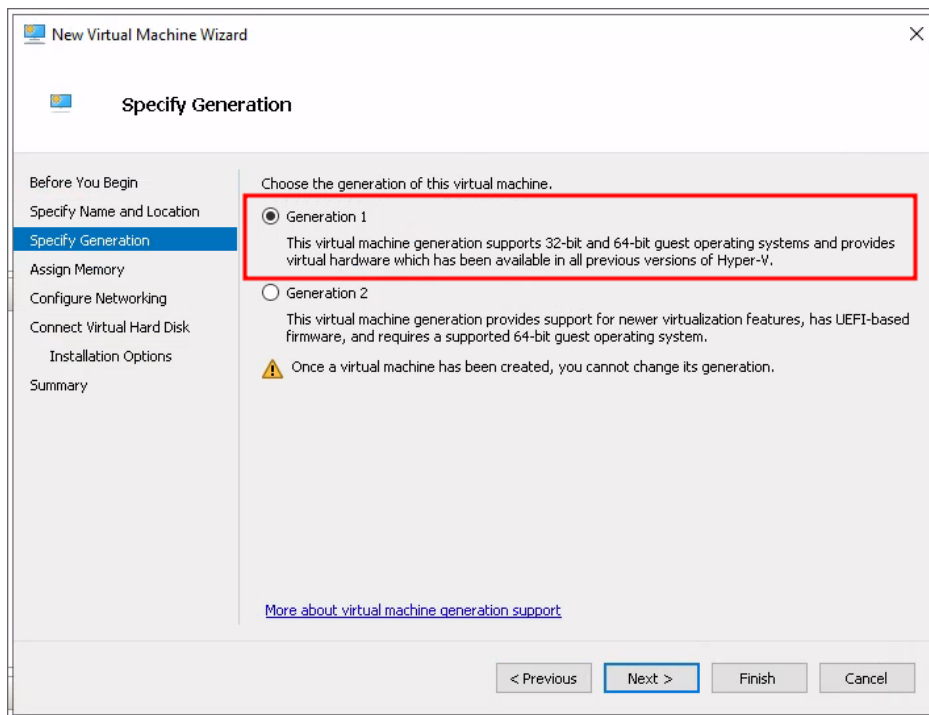 New Virtual Machine Wizard
Specify Generation
Before You Begin
Specify Name and Location
Specify Generation
Assign Memory
Configure Networking
Connect Virtual Hard Disk
Installation Options
Summary
Choose the generation of this virtual machine.
Generation 1
This virtual machine generation supports 32-bit and 64-bit guest operating systems and provides
virtual hardware which has been available in all previous versions of Hyper-V.
Generation 2
This virtual machine generation provides support for newer virtualization features, has UEFI-based
firmware, and requires a supported 64-bit guest operating system.
Once a virtual machine has been created, you cannot change its generation.
More about virtual machine generation support
< Previous
Next >
Finish
Cancel